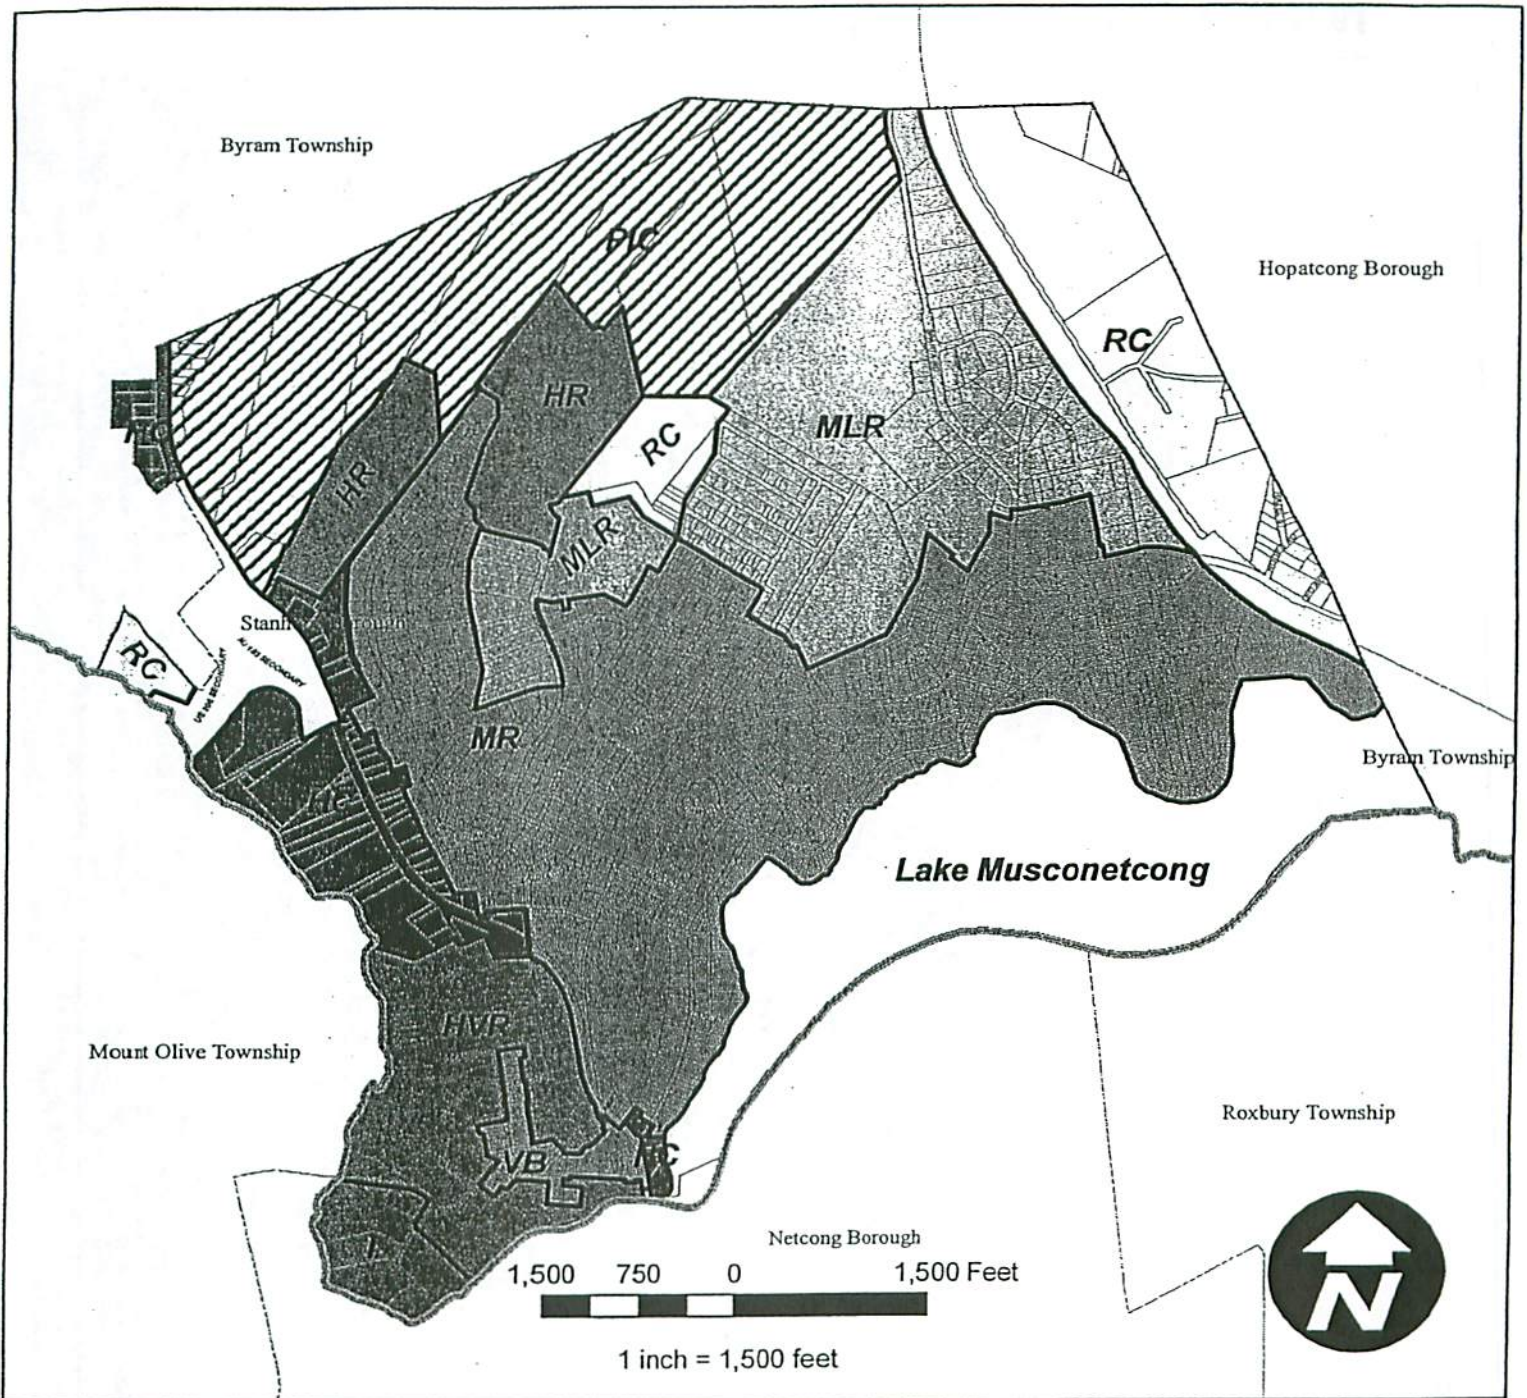 Byram Township
PIC
Hopatcong Borough
RC
HR
MLR
RC
HR
MLR
RC
MR
Byram Township
Lake Musconetcong
HVR
Mount Olive Township
Roxbury Township
VB
Netcong Borough
1,500 750 0 1,500 Feet
1 inch = 1,500 feet
N